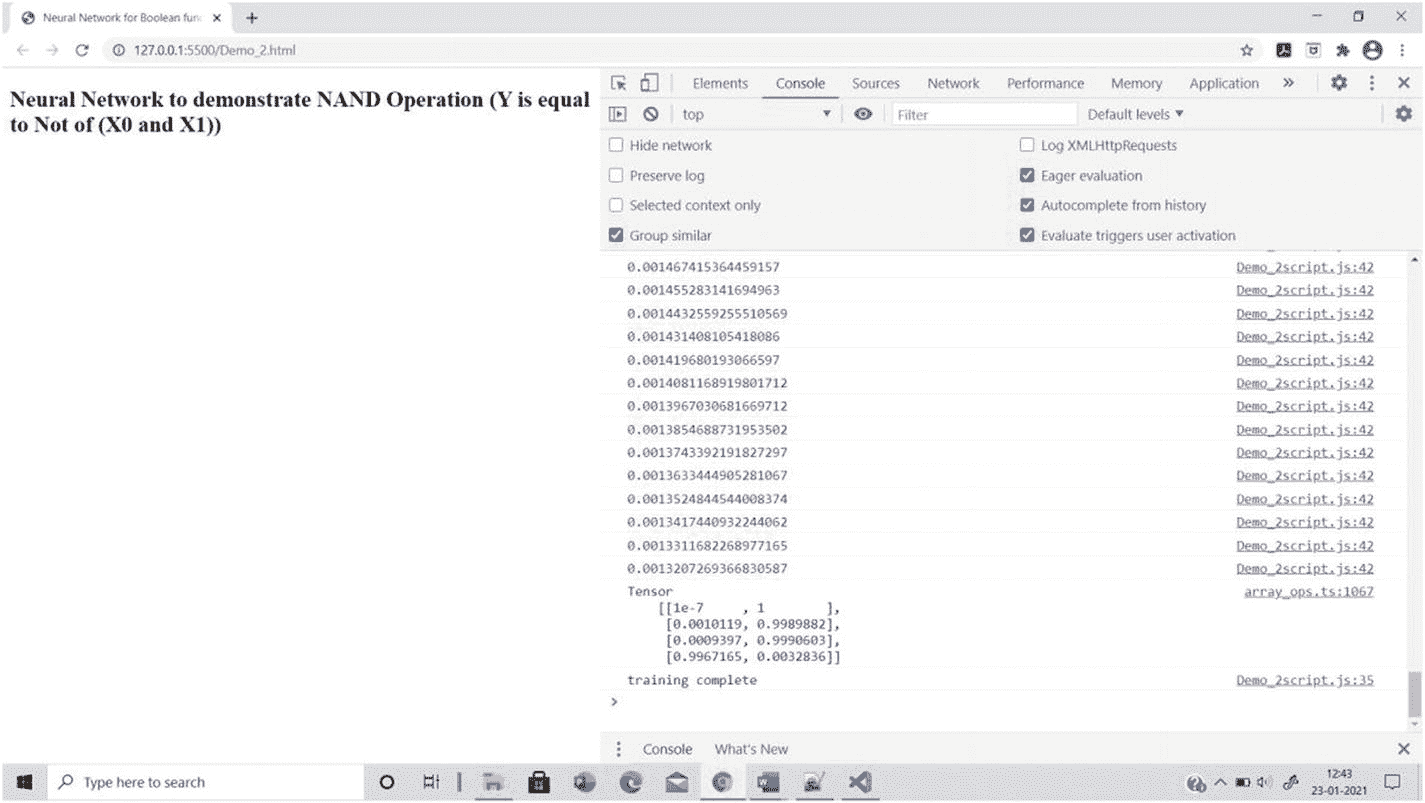 Neural Network for Boolean fun
127.0.0.1:5500/Demo_2.html
Neural Network to demonstrate NAND Operation (Y is equal
to Not of (X0 and X1))
Elements Console Sources Network Performance Memory Application »
top Filter Default levels
Hide network Log XMLHttpRequests
Preserve log Eager evaluation
Selected context only Autocomplete from history
Group similar Evaluate triggers user activation
0.001467415364459157 Demo_2script.js:42
0.001455283141694963 Demo_2script.js:42
0.0014432559255510569 Demo_2script.js:42
0.001431408105418086 Demo_2script.js:42
0.001419680193066597 Demo_2script.js:42
0.0014081168919801712 Demo_2script.js:42
0.0013967030681669712 Demo_2script.js:42
0.0013854688731953502 Demo_2script.js:42
0.0013743392191827297 Demo_2script.js:42
0.0013633444905281067 Demo_2script.js:42
0.0013524844544008374 Demo_2script.js:42
0.0013417440932244062 Demo_2script.js:42
0.0013311682268977165 Demo_2script.js:42
0.0013207269366830587 Demo_2script.js:42
Tensor array_ops.ts:1067
[[1e-7 , 1 ],
[0.0010119, 0.9989882],
[0.0009397, 0.9990603],
[0.9967165, 0.0032836]]
training complete Demo_2script.js:35
>
Console What's New
Type here to search
12:43
23-01-2021